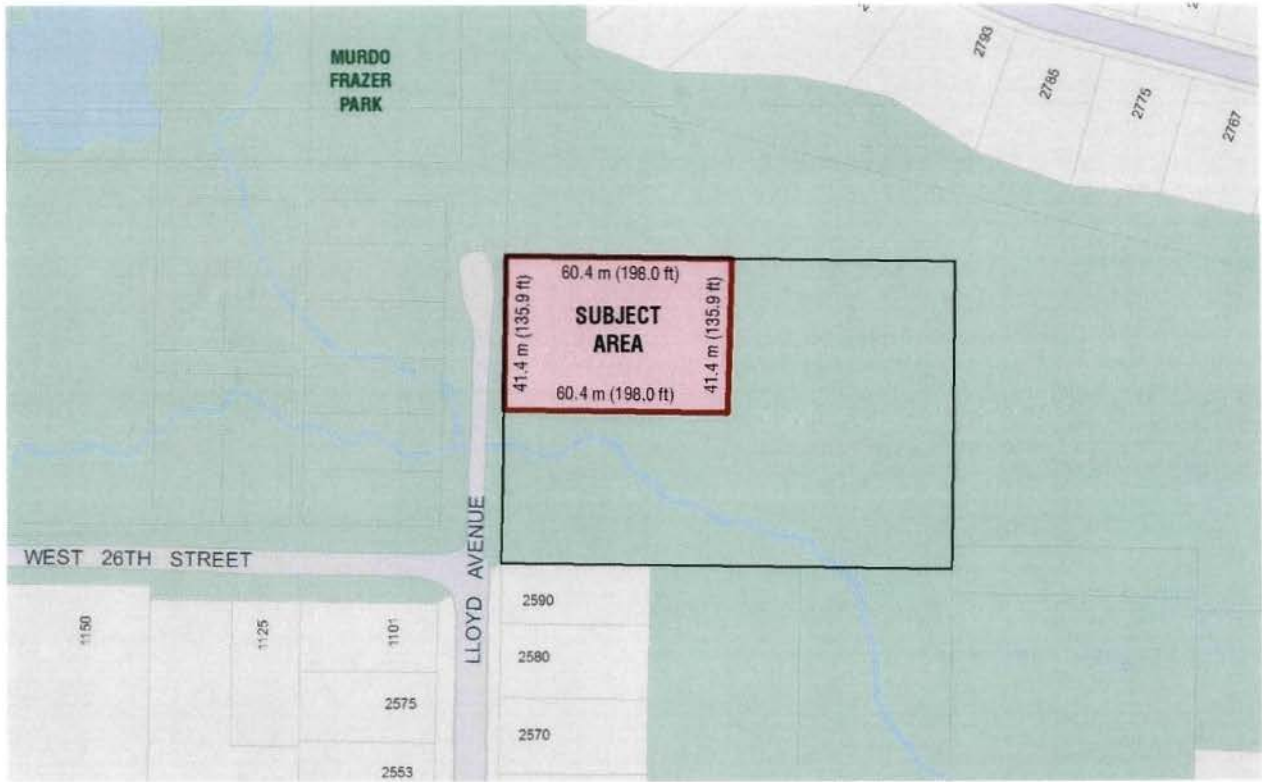 MURDO
FRAZER
PARK
2793
2785
2775
2767
60.4 m (198.0 ft)
41.4 m (135.9 ft)
SUBJECT
AREA
41.4 m (135.9 ft)
60.4 m (198.0 ft)
WEST 26TH STREET
LLOYD AVENUE
1150
1125
1101
2590
2580
2575
2570
2553